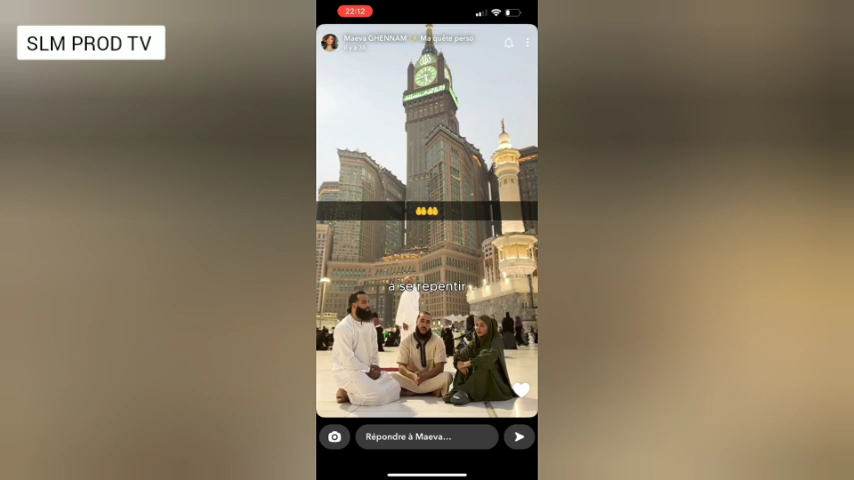 SLM PROD TV
22:12
Maeva GHENNAM ✨ Ma quête perso
à se repentir
Répondre à Maeva...